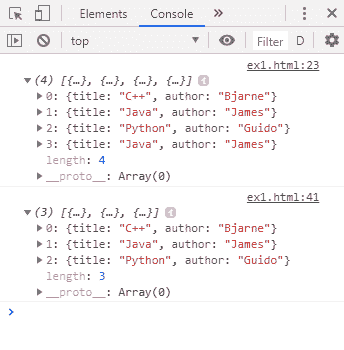 Elements Console »
top Filter D
ex1.html:23
(4) [{…}, {…}, {…}, {…}] i
0: {title: "C++", author: "Bjarne"}
1: {title: "Java", author: "James"}
2: {title: "Python", author: "Guido"}
3: {title: "Java", author: "James"}
length: 4
__proto__: Array(0)
ex1.html:41
(3) [{…}, {…}, {…}] i
0: {title: "C++", author: "Bjarne"}
1: {title: "Java", author: "James"}
2: {title: "Python", author: "Guido"}
length: 3
__proto__: Array(0)